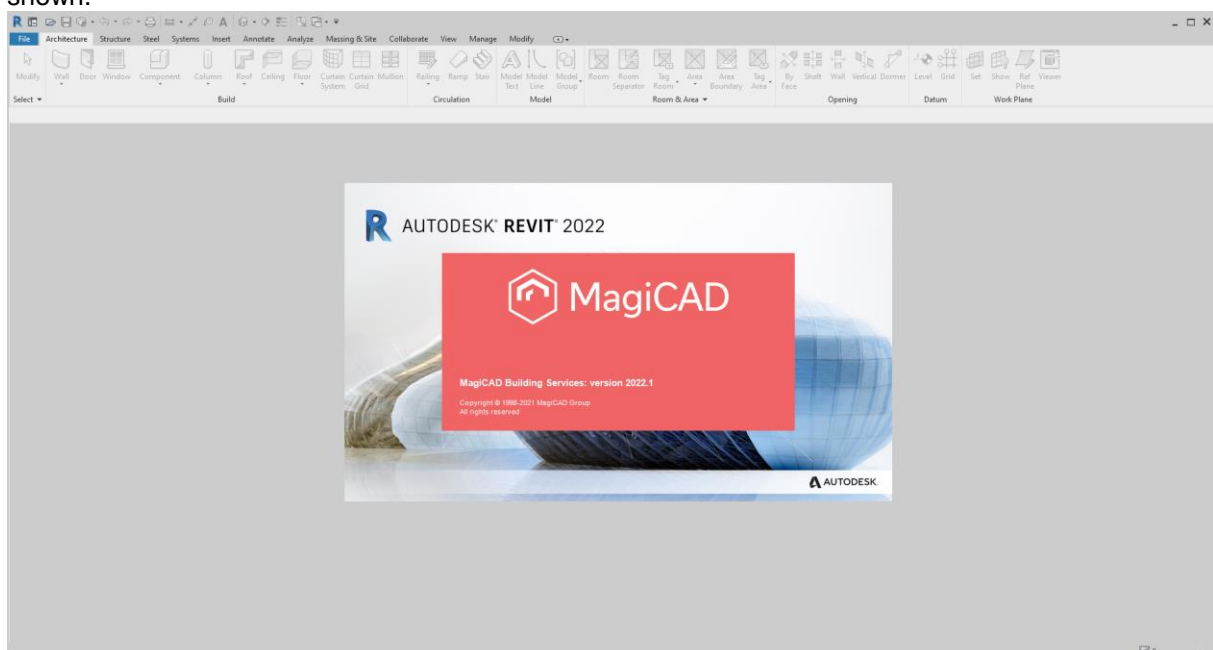 shown.
File Architecture Structure Steel Systems Insert Annotate Analyze Massing & Site Collaborate View Manage Modify
Modify Wall Door Window Component Column Roof Ceiling Floor Curtain System Curtain Grid Mullion Railing Ramp Stair Model Text Model Line Model Group Room Room Separator Tag Room Area Area Boundary Tag Area By Face Shaft Wall Vertical Dormer Level Grid Set Show Ref Plane Viewer
Select Build Circulation Model Room & Area Opening Datum Work Plane
AUTODESK® REVIT® 2022
MagiCAD
MagiCAD Building Services: version 2022.1
Copyright © 1998-2021 MagiCAD Group
All rights reserved
AUTODESK.